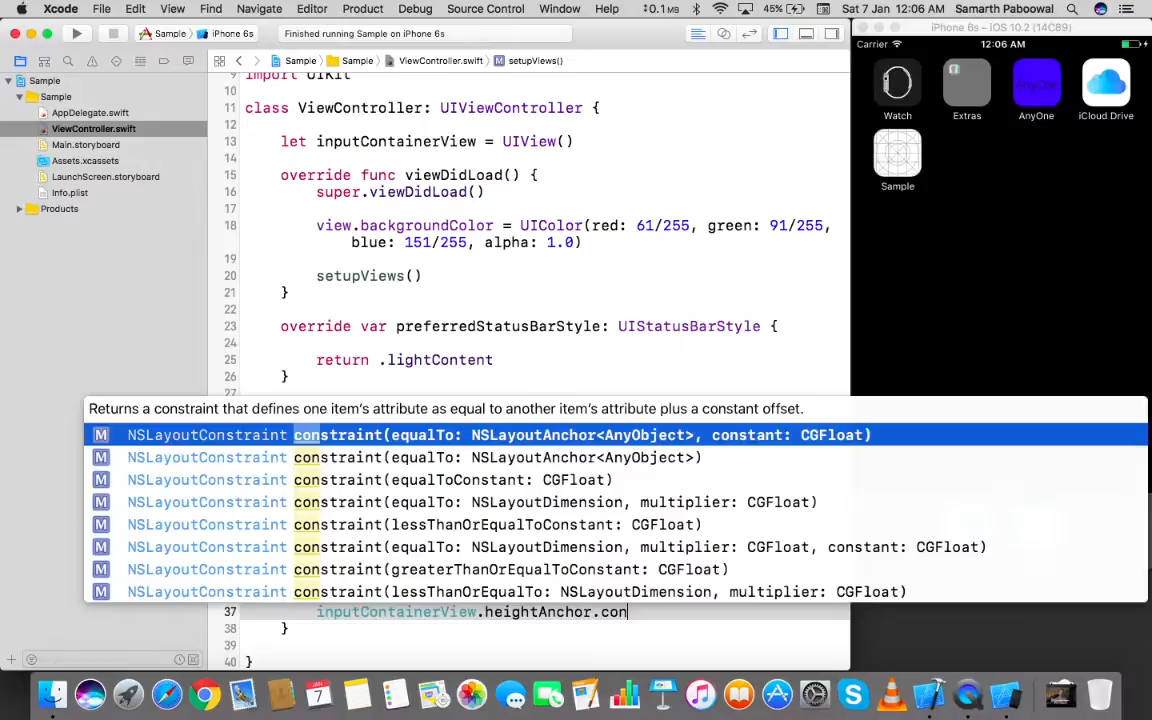 Xcode File Edit View Find Navigate Editor Product Debug Source Control Window Help 0.1 MB 45% Sat 7 Jan 12:06 AM Samarth Paboowal
Sample iPhone 6s Finished running Sample on iPhone 6s
iPhone 6s – iOS 10.2 (14C89)
Carrier 12:06 AM
Sample Sample ViewController.swift setupViews()
Sample
Sample
AppDelegate.swift
ViewController.swift
Main.storyboard
Assets.xcassets
LaunchScreen.storyboard
Info.plist
Products
9 import UIKit
10
11 class ViewController: UIViewController {
12
13 let inputContainerView = UIView()
14
15 override func viewDidLoad() {
16 super.viewDidLoad()
17
18 view.backgroundColor = UIColor(red: 61/255, green: 91/255,
blue: 151/255, alpha: 1.0)
19
20 setupViews()
21 }
22
23 override var preferredStatusBarStyle: UIStatusBarStyle {
24
25 return .lightContent
26 }
27
Returns a constraint that defines one item's attribute as equal to another item's attribute plus a constant offset.
M NSLayoutConstraint constraint(equalTo: NSLayoutAnchor<AnyObject>, constant: CGFloat)
M NSLayoutConstraint constraint(equalTo: NSLayoutAnchor<AnyObject>)
M NSLayoutConstraint constraint(equalToConstant: CGFloat)
M NSLayoutConstraint constraint(equalTo: NSLayoutDimension, multiplier: CGFloat)
M NSLayoutConstraint constraint(lessThanOrEqualToConstant: CGFloat)
M NSLayoutConstraint constraint(equalTo: NSLayoutDimension, multiplier: CGFloat, constant: CGFloat)
M NSLayoutConstraint constraint(greaterThanOrEqualToConstant: CGFloat)
M NSLayoutConstraint constraint(lessThanOrEqualTo: NSLayoutDimension, multiplier: CGFloat)
37 inputContainerView.heightAnchor.con
38 }
39
40 }
Watch Extras AnyOne iCloud Drive
AnyOne
Sample